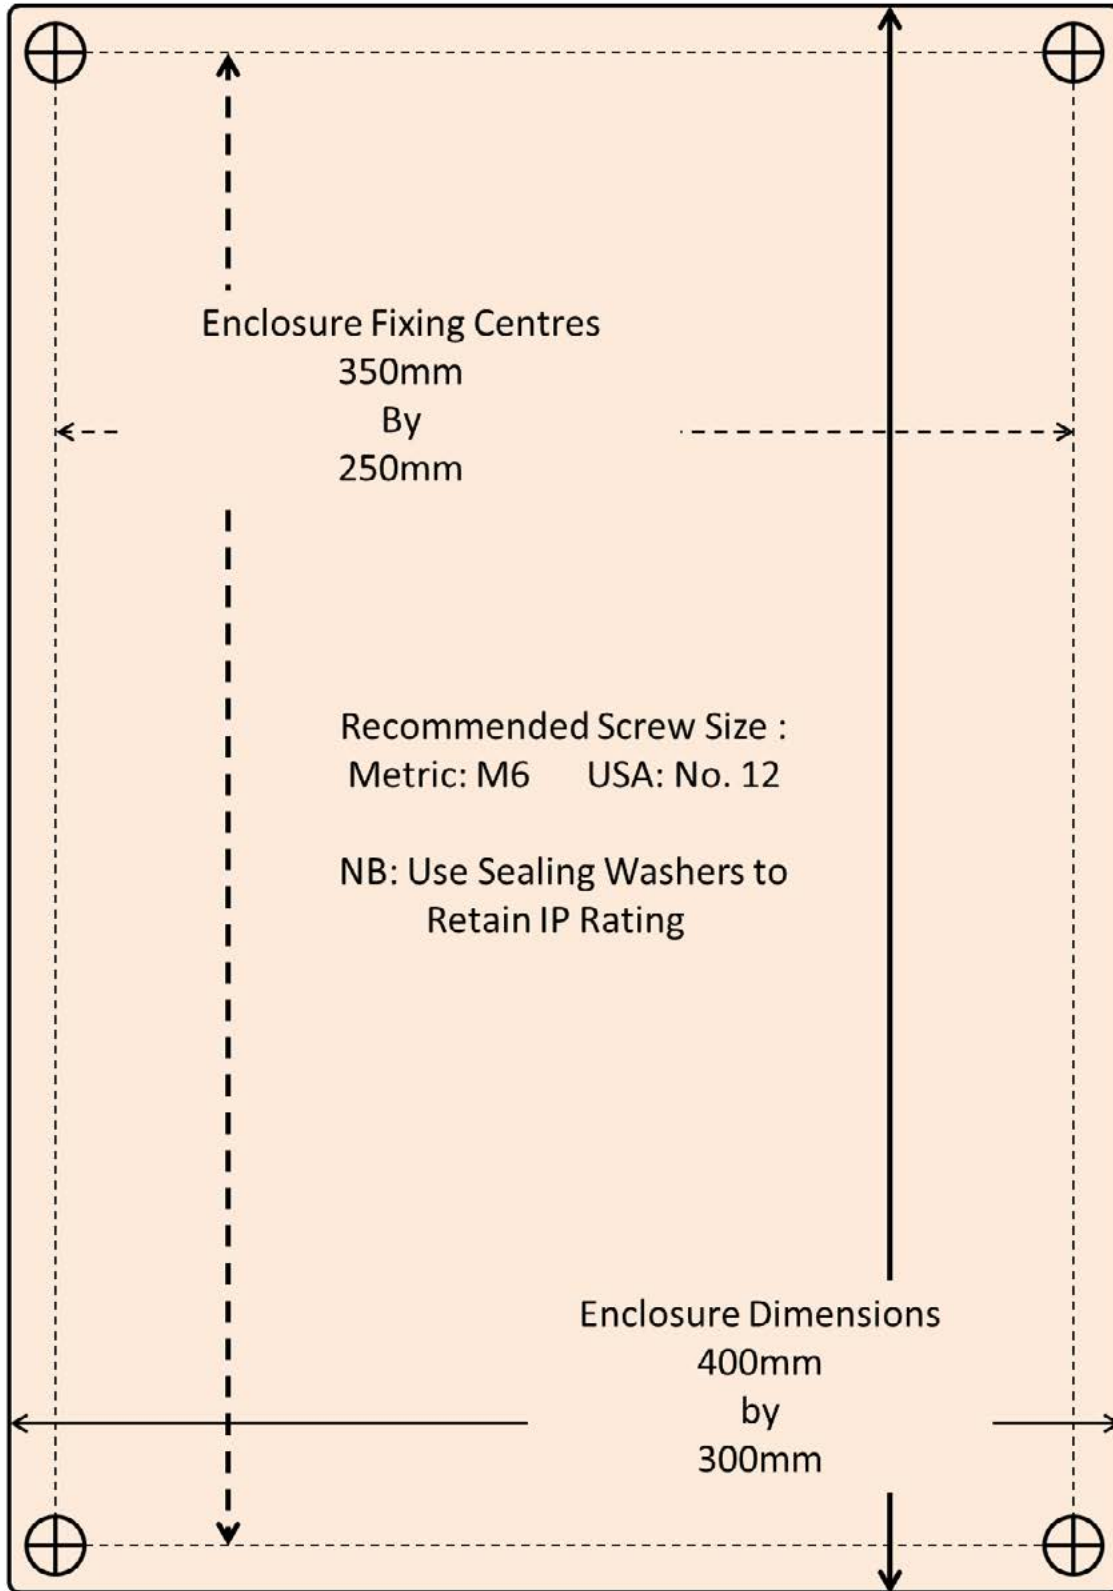 Enclosure Fixing Centres
350mm
By
250mm
Recommended Screw Size :
Metric: M6 USA: No. 12
NB: Use Sealing Washers to
Retain IP Rating
Enclosure Dimensions
400mm
by
300mm